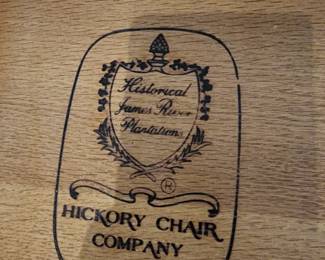 Historical
James River
Plantations
®
HICKORY CHAIR
COMPANY